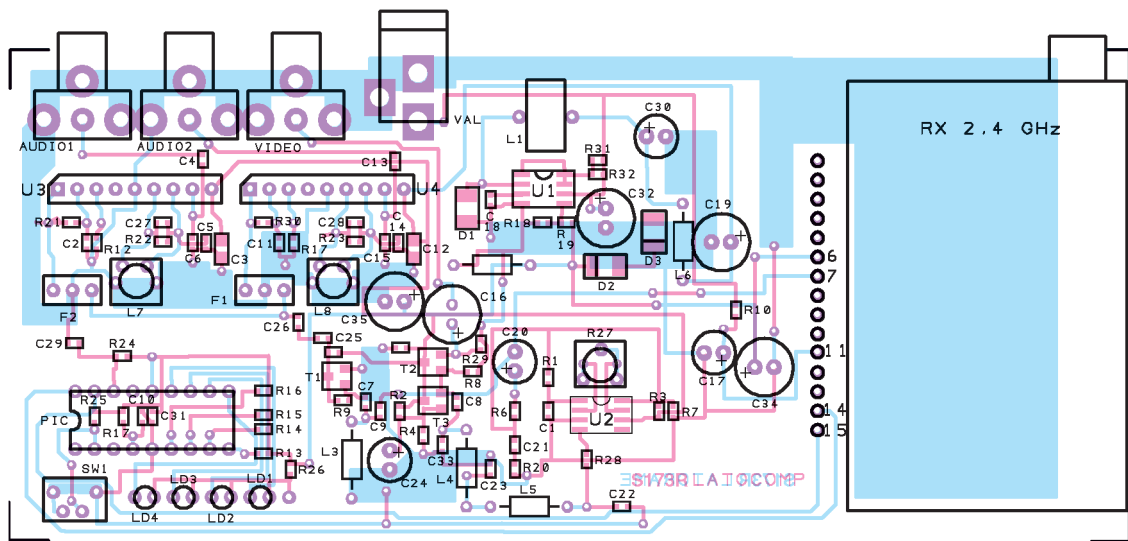 RX 2.4 GHz
VAL
C30
L1
AUDIO1
AUDIO2
VIDEO
C4
C13
R31
R32
U3
U4
U1
C32
C19
R21
C27
C5
R30
C28
C
14
D1
C
18
R18
R
19
C2
R12
R22
C6
C3
C11
R17
R23
C15
C12
D3
L6
6
7
D2
F2
L7
F1
L8
C35
C16
R10
C26
C20
C29
R24
C25
R29
R27
C17
C34
11
T1
T2
R8
R1
R16
R9
C7
C9
R2
T3
C8
R6
C1
R3
R7
14
15
R25
C10
C31
R15
PIC
R17
R14
R4
U2
C33
C21
R13
L3
R26
C24
L4
C23
R20
R28
SW1
LD3
LD1
LD4
LD2
L5
C22